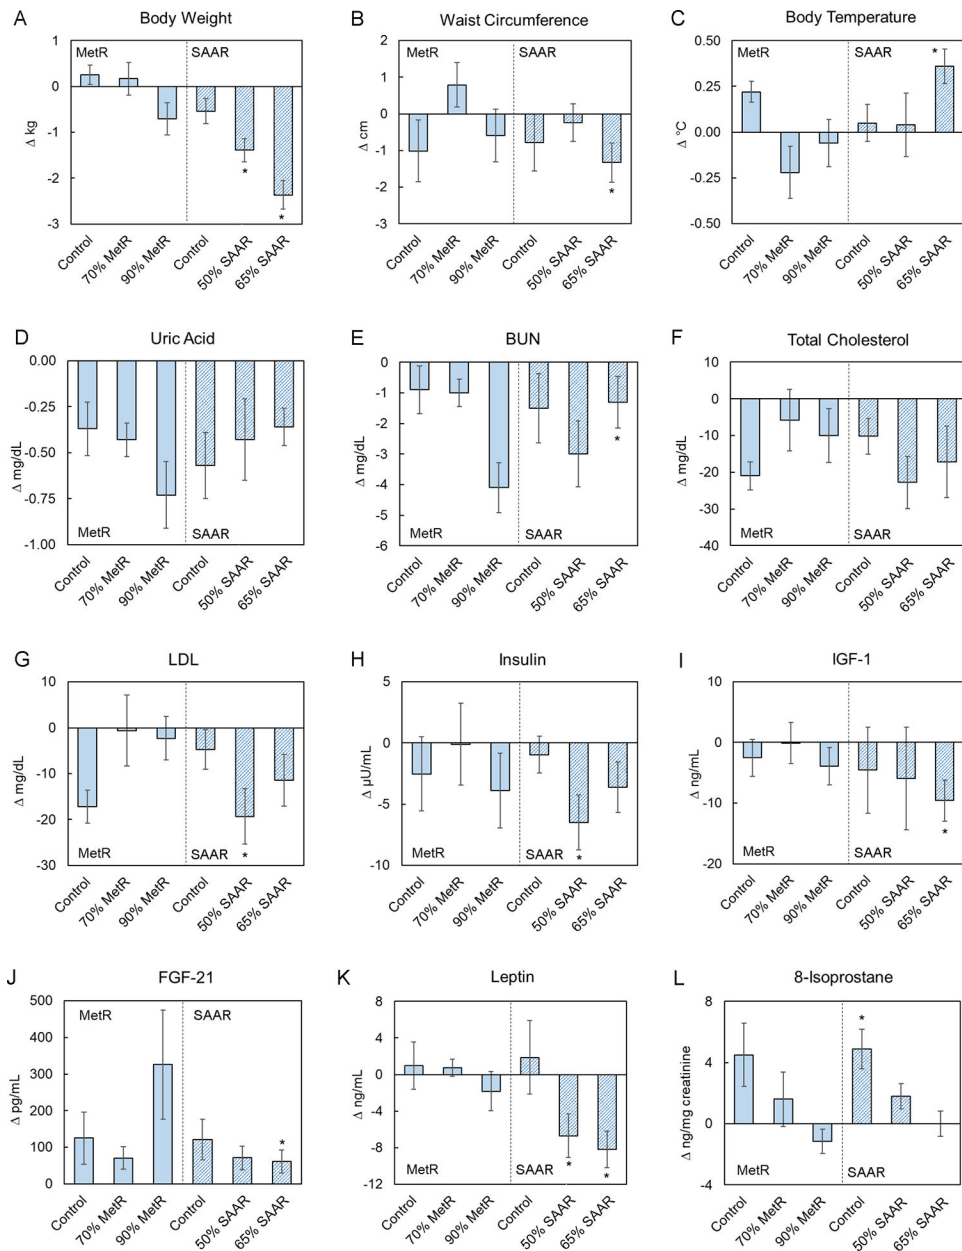 A Body Weight
MetR SAAR
1
0
-1
-2
-3
Δ kg
* *
Control 70% MetR 90% MetR Control 50% SAAR 65% SAAR
B Waist Circumference
SAAR
2
1
0
-1
-2
-3
Δ cm
*
Control 70% MetR 90% MetR Control 50% SAAR 65% SAAR
C Body Temperature
MetR SAAR *
0.50
0.25
0.00
-0.25
-0.50
Δ °C
Control 70% MetR 90% MetR Control 50% SAAR 65% SAAR
D Uric Acid
0.00
-0.25
-0.50
-0.75
-1.00
Δ mg/dL
MetR SAAR
Control 70% MetR 90% MetR Control 50% SAAR 65% SAAR
E BUN
0
-1
-2
-3
-4
-5
-6
Δ mg/dL
*
MetR SAAR
Control 70% MetR 90% MetR Control 50% SAAR 65% SAAR
F Total Cholesterol
10
0
-10
-20
-30
-40
Δ mg/dL
MetR SAAR
Control 70% MetR 90% MetR Control 50% SAAR 65% SAAR
G LDL
10
0
-10
-20
-30
Δ mg/dL
MetR SAAR *
Control 70% MetR 90% MetR Control 50% SAAR 65% SAAR
H Insulin
5
0
-5
-10
Δ µU/mL
MetR SAAR *
Control 70% MetR 90% MetR Control 50% SAAR 65% SAAR
I IGF-1
10
0
-10
-20
Δ ng/mL
*
MetR SAAR
Control 70% MetR 90% MetR Control 50% SAAR 65% SAAR
J FGF-21
MetR SAAR
500
400
300
200
100
0
Δ pg/mL
*
Control 70% MetR 90% MetR Control 50% SAAR 65% SAAR
K Leptin
8
4
0
-4
-8
-12
Δ ng/mL
MetR SAAR * *
Control 70% MetR 90% MetR Control 50% SAAR 65% SAAR
L 8-Isoprostane
8
4
0
-4
Δ ng/mg creatinine
*
MetR SAAR
Control 70% MetR 90% MetR Control 50% SAAR 65% SAAR